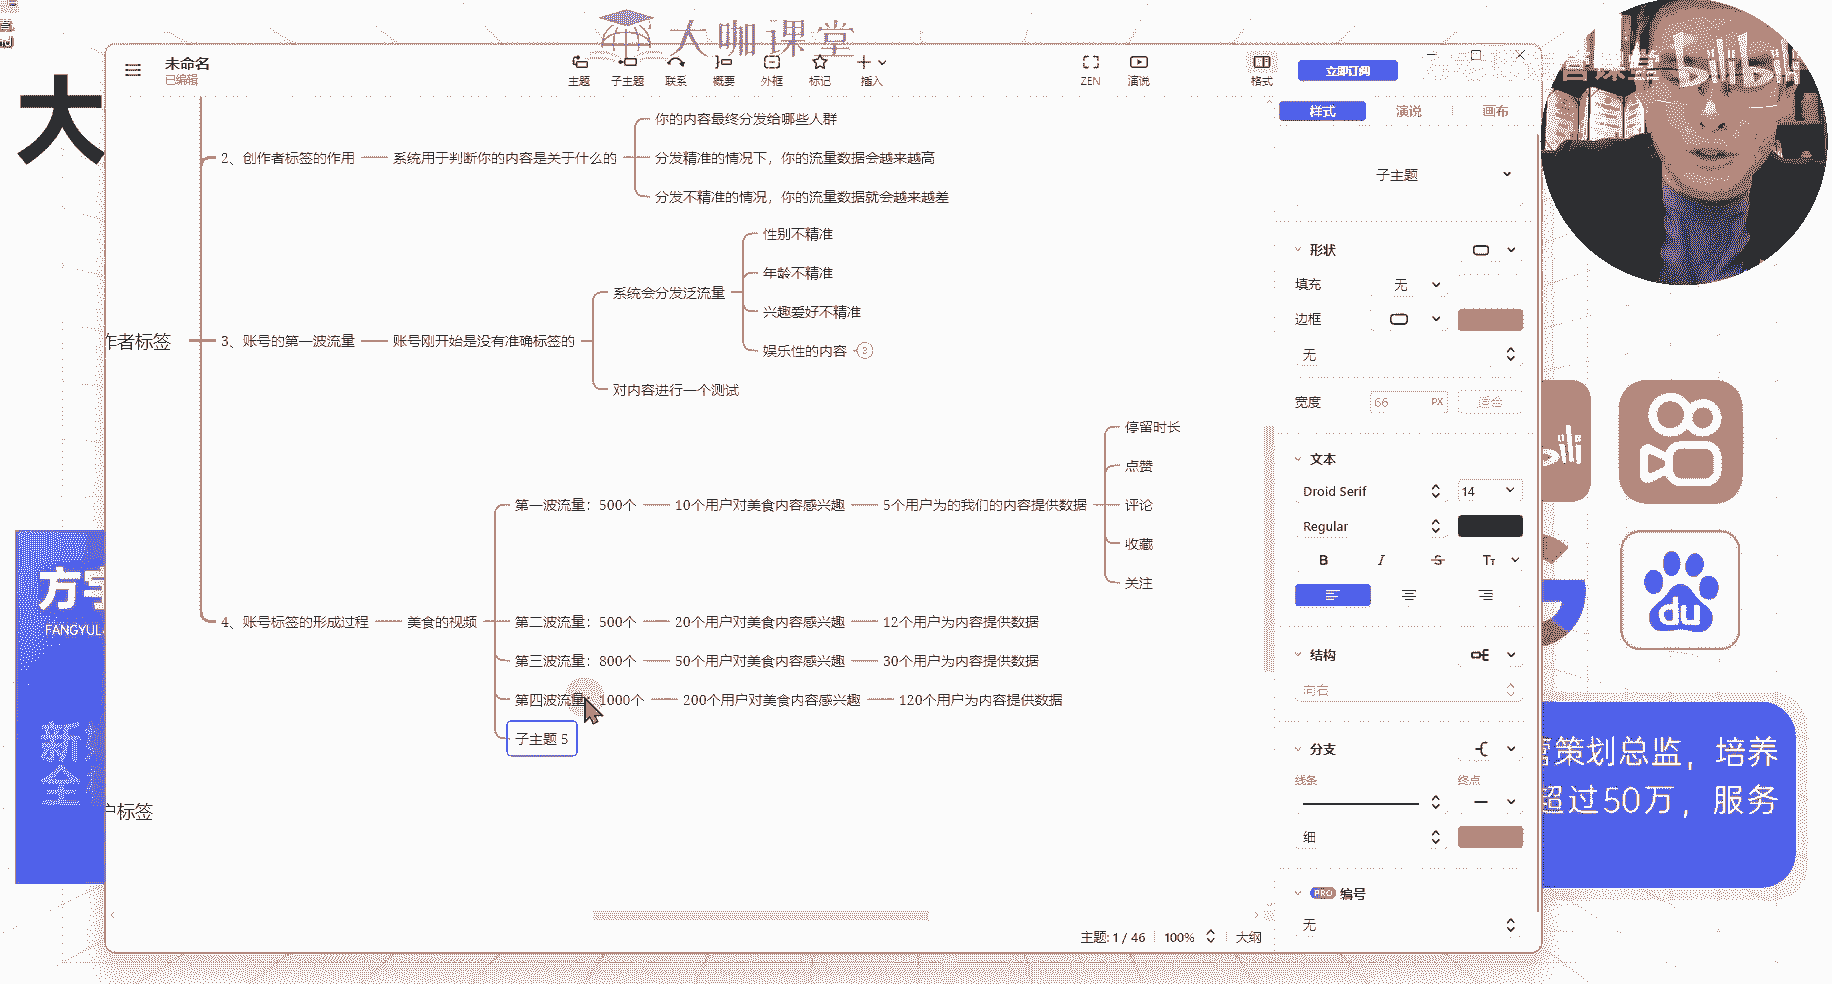 大咖课堂
bilibili
大
未命名
已编辑
主题
子主题
联系
概要
外框
标记
插入
ZEN
演说
格式
立即订阅
样式
演说
画布
你的内容最终分发给哪些人群
2、创作者标签的作用
系统用于判断你的内容是关于什么的
分发精准的情况下，你的流量数据会越来越高
分发不精准的情况，你的流量数据就会越来越差
性别不精准
年龄不精准
系统会分发泛流量
兴趣爱好不精准
作者标签
3、账号的第一波流量
账号刚开始是没有准确标签的
娱乐性的内容
对内容进行一个测试
停留时长
点赞
第一波流量：500个
10个用户对美食内容感兴趣
5个用户为的我们的内容提供数据
评论
收藏
关注
4、账号标签的形成过程
美食的视频
第二波流量：500个
20个用户对美食内容感兴趣
12个用户为内容提供数据
第三波流量：800个
50个用户对美食内容感兴趣
30个用户为内容提供数据
第四波流量：1000个
200个用户对美食内容感兴趣
120个用户为内容提供数据
子主题 5
户标签
子主题
形状
填充
无
边框
无
宽度
66
PX
适合
文本
Droid Serif
14
Regular
B
I
S
Tт
结构
向右
分支
线条
终点
细
PRO 编号
无
主题: 1 / 46
100%
大纲
方宇
FANGYUL
新
全
du
营策划总监，培养
超过50万，服务